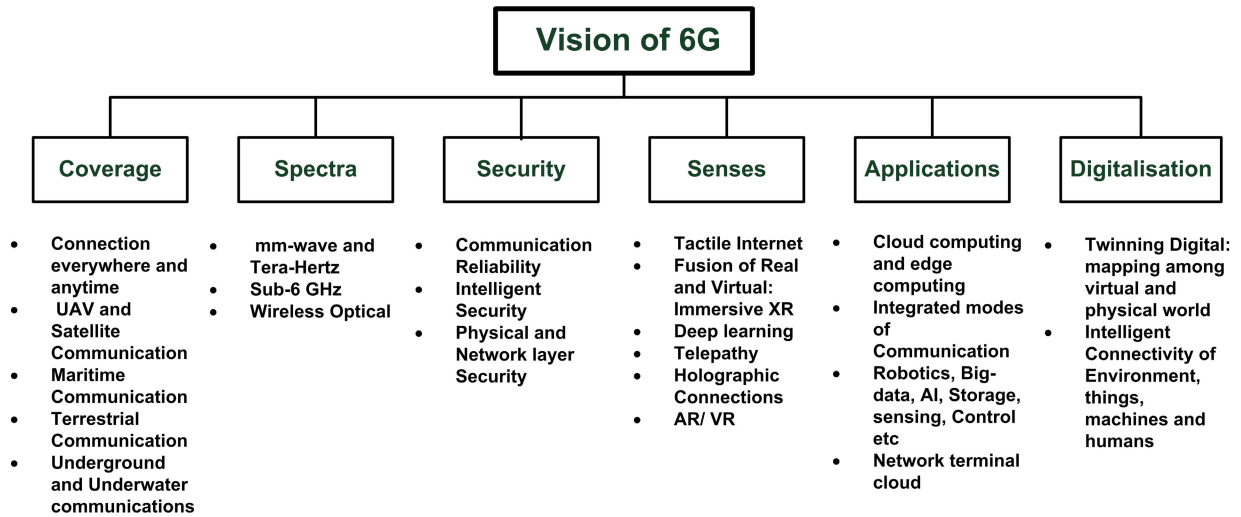 Vision of 6G
Coverage
Spectra
Security
Senses
Applications
Digitalisation
• Connection
everywhere and
anytime
• UAV and
Satellite
Communication
• Maritime
Communication
• Terrestrial
Communication
• Underground
and Underwater
communications
• mm-wave and
Tera-Hertz
• Sub-6 GHz
• Wireless Optical
• Communication
Reliability
• Intelligent
Security
• Physical and
Network layer
Security
• Tactile Internet
• Fusion of Real
and Virtual:
Immersive XR
• Deep learning
• Telepathy
• Holographic
Connections
• AR/ VR
• Cloud computing
and edge
computing
• Integrated modes
of
Communication
• Robotics, Big-
data, AI, Storage,
sensing, Control
etc
• Network terminal
cloud
• Twinning Digital:
mapping among
virtual and
physical world
• Intelligent
Connectivity of
Environment,
things,
machines and
humans